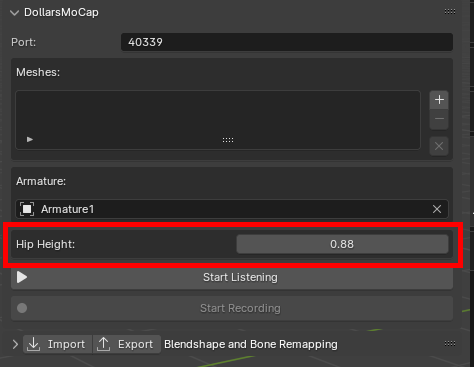 DollarsMoCap
Port: 40339
Meshes:
Armature:
Armature1
Hip Height: 0.88
Start Listening
Start Recording
Import Export Blendshape and Bone Remapping